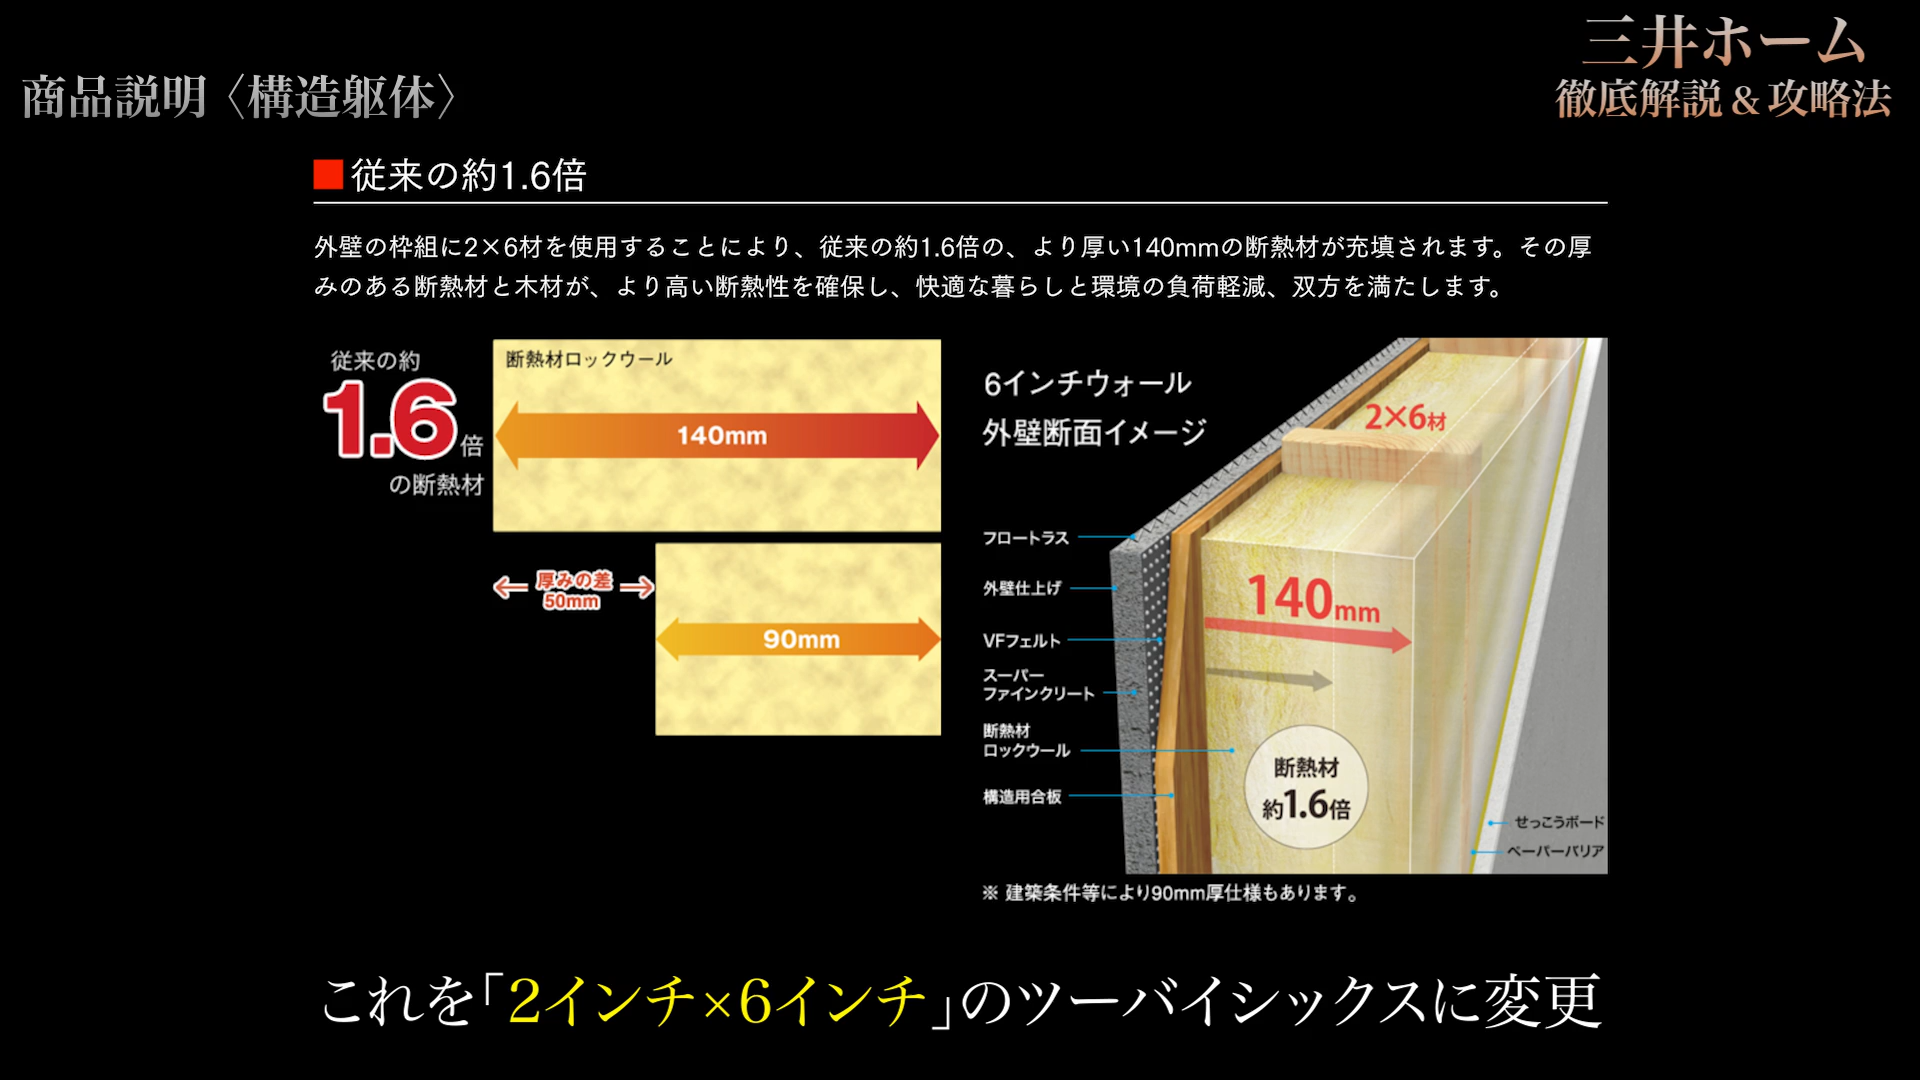 三井ホーム
徹底解説&攻略法
商品説明〈構造躯体〉
■従来の約1.6倍
外壁の枠組に2×6材を使用することにより、従来の約1.6倍の、より厚い140mmの断熱材が充填されます。その厚
みのある断熱材と木材が、より高い断熱性を確保し、快適な暮らしと環境の負荷軽減、双方を満たします。
従来の約
1.6倍
の断熱材
断熱材ロックウール
140mm
厚みの差
50mm
90mm
6インチウォール
外壁断面イメージ
2×6材
フロートラス
外壁仕上げ
VFフェルト
スーパー
ファインクリート
断熱材
ロックウール
構造用合板
140mm
断熱材
約1.6倍
せっこうボード
ペーパーバリア
※ 建築条件等により90mm厚仕様もあります。
これを「2インチ×6インチ」のツーバイシックスに変更